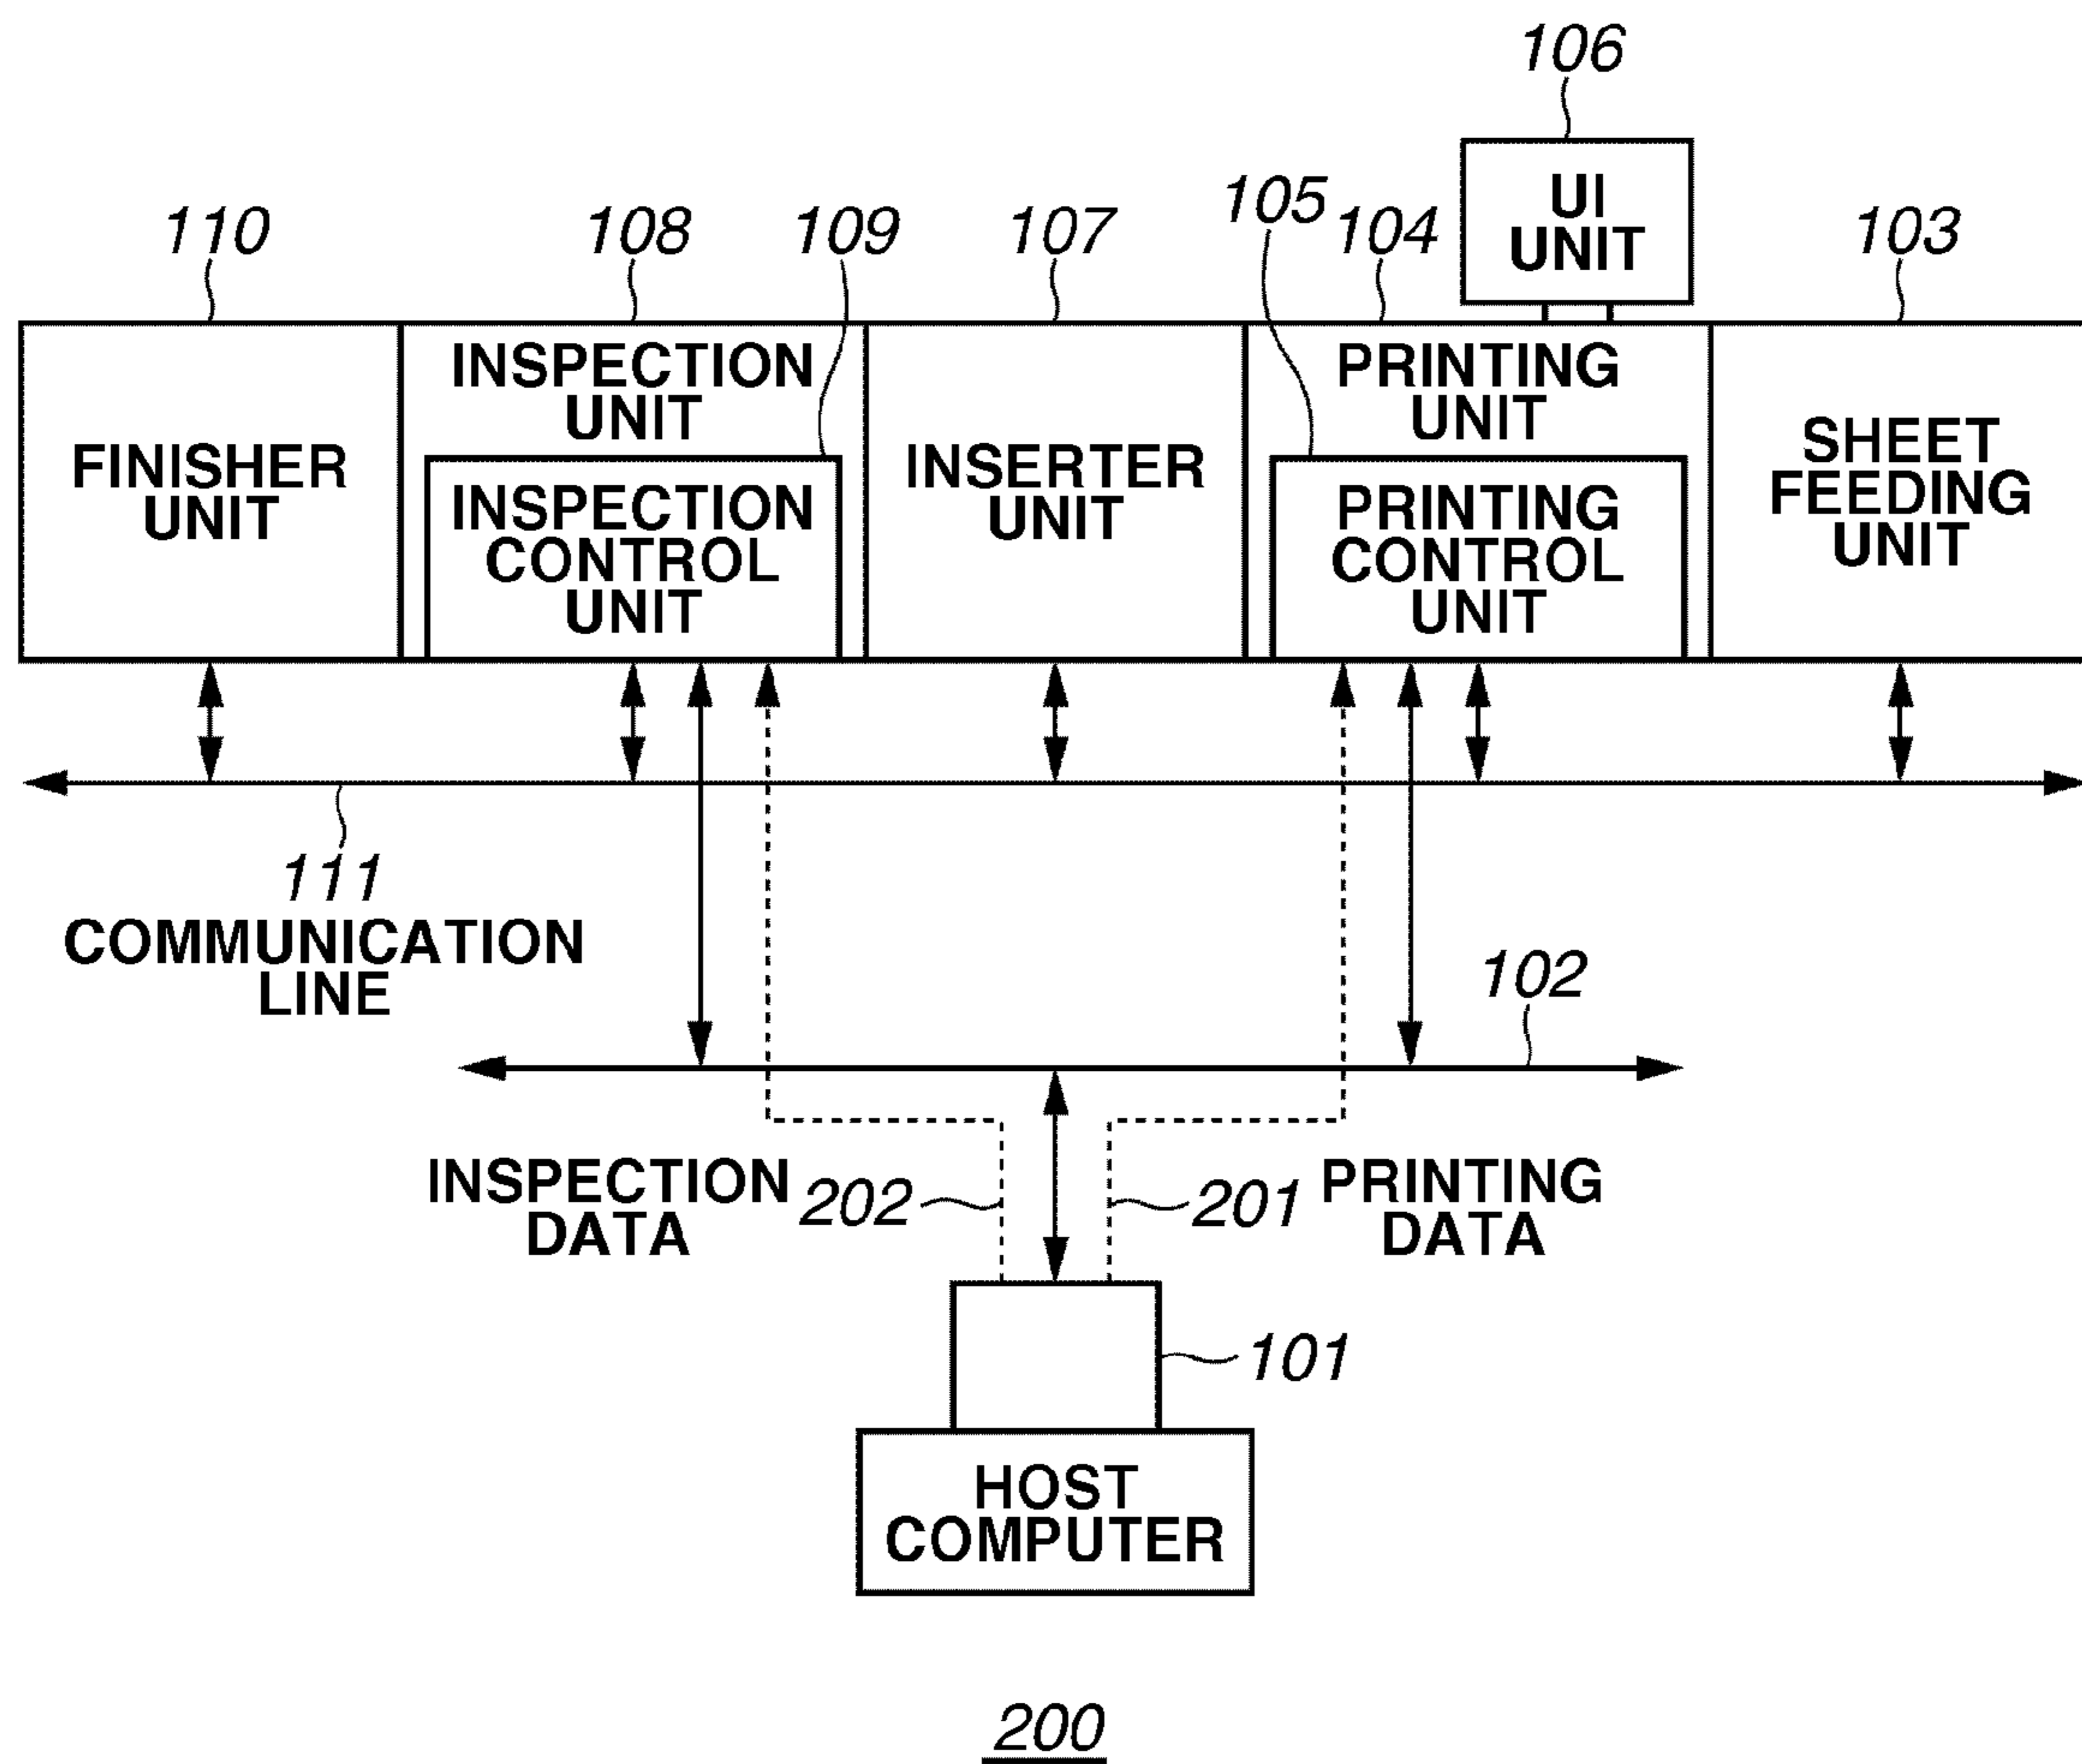 106
UI
UNIT
110
108
109
107
105
104
103
FINISHER
UNIT
INSPECTION
UNIT
INSPECTION
CONTROL
UNIT
INSERTER
UNIT
PRINTING
UNIT
PRINTING
CONTROL
UNIT
SHEET
FEEDING
UNIT
111
COMMUNICATION
LINE
102
INSPECTION
DATA
202
201
PRINTING
DATA
101
HOST
COMPUTER
200